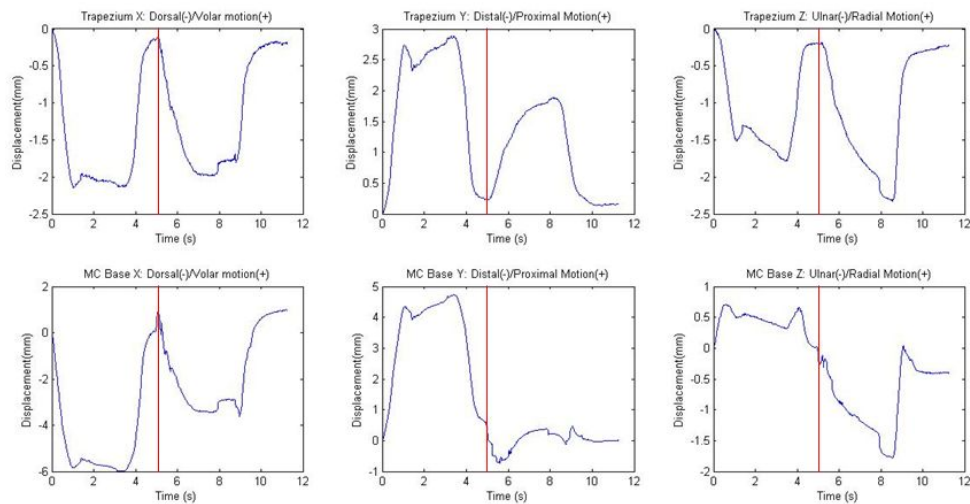 Trapezium X: Dorsal(-)/Volar motion(+)
Displacement(mm)
0
-0.5
-1
-1.5
-2
-2.5
0 2 4 6 8 10 12
Time (s)
Trapezium Y: Distal(-)/Proximal Motion(+)
Displacement(mm)
3
2.5
2
1.5
1
0.5
0
0 2 4 6 8 10 12
Time (s)
Trapezium Z: Ulnar(-)/Radial Motion(+)
Displacement(mm)
0
-0.5
-1
-1.5
-2
-2.5
0 2 4 6 8 10 12
Time (s)
MC Base X: Dorsal(-)/Volar motion(+)
Displacement(mm)
2
0
-2
-4
-6
0 2 4 6 8 10 12
Time (s)
MC Base Y: Distal(-)/Proximal Motion(+)
Displacement(mm)
5
4
3
2
1
0
-1
0 2 4 6 8 10 12
Time (s)
MC Base Z: Ulnar(-)/Radial Motion(+)
Displacement(mm)
1
0.5
0
-0.5
-1
-1.5
-2
0 2 4 6 8 10 12
Time (s)